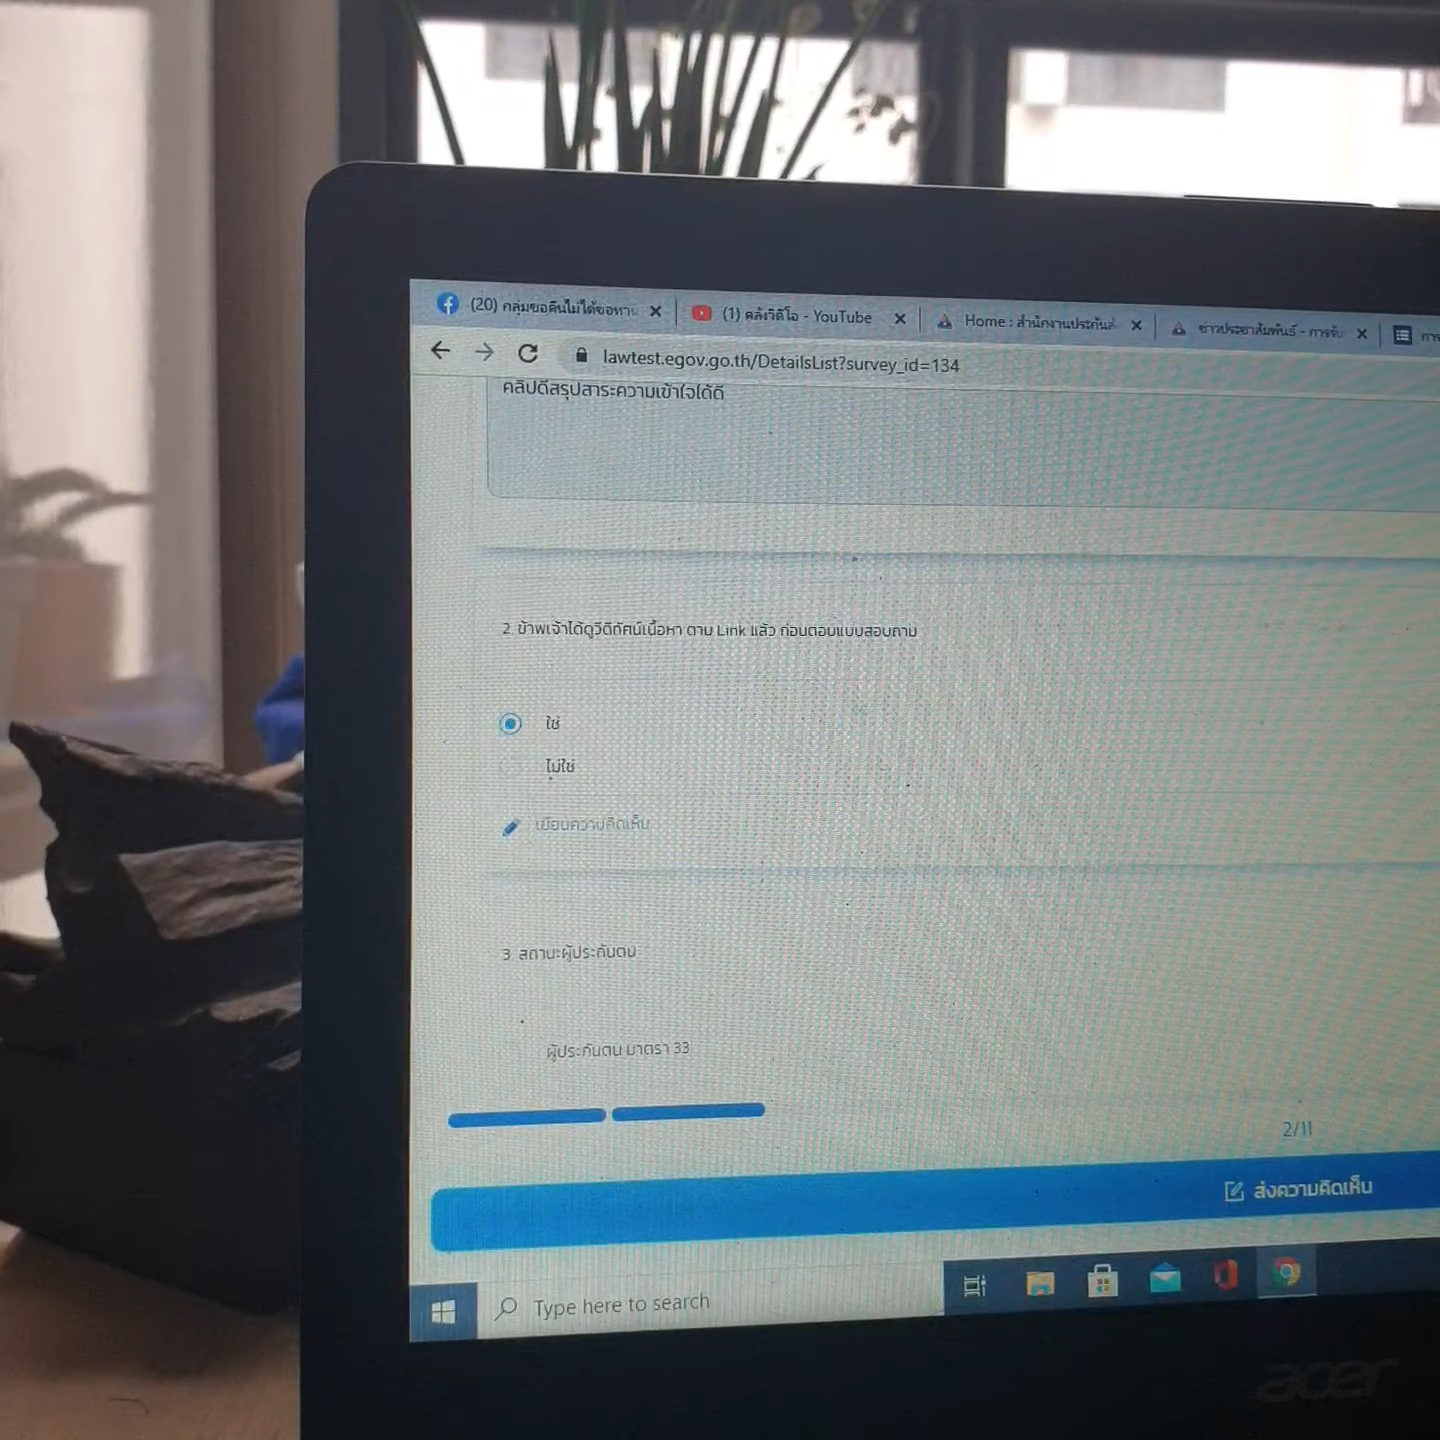 (20) กลุ่มขอคืนไม่ได้ขอทาน
(1) คลังวิดีโอ - YouTube
Home : สำนักงานประกันสั
ข่าวประชาสัมพันธ์ - การรับ
การ
lawtest.egov.go.th/DetailsList?survey_id=134
คลิปดีสรุปสาระความเข้าใจได้ดี
2. ข้าพเจ้าได้ดูวีดิทัศน์เนื้อหา ตาม Link แล้ว ก่อนตอบแบบสอบถาม
ใช่
ไม่ใช่
เขียนความคิดเห็น
3. สถานะผู้ประกันตน
ผู้ประกันตน มาตรา 33
2/11
ส่งความคิดเห็น
Type here to search
acer